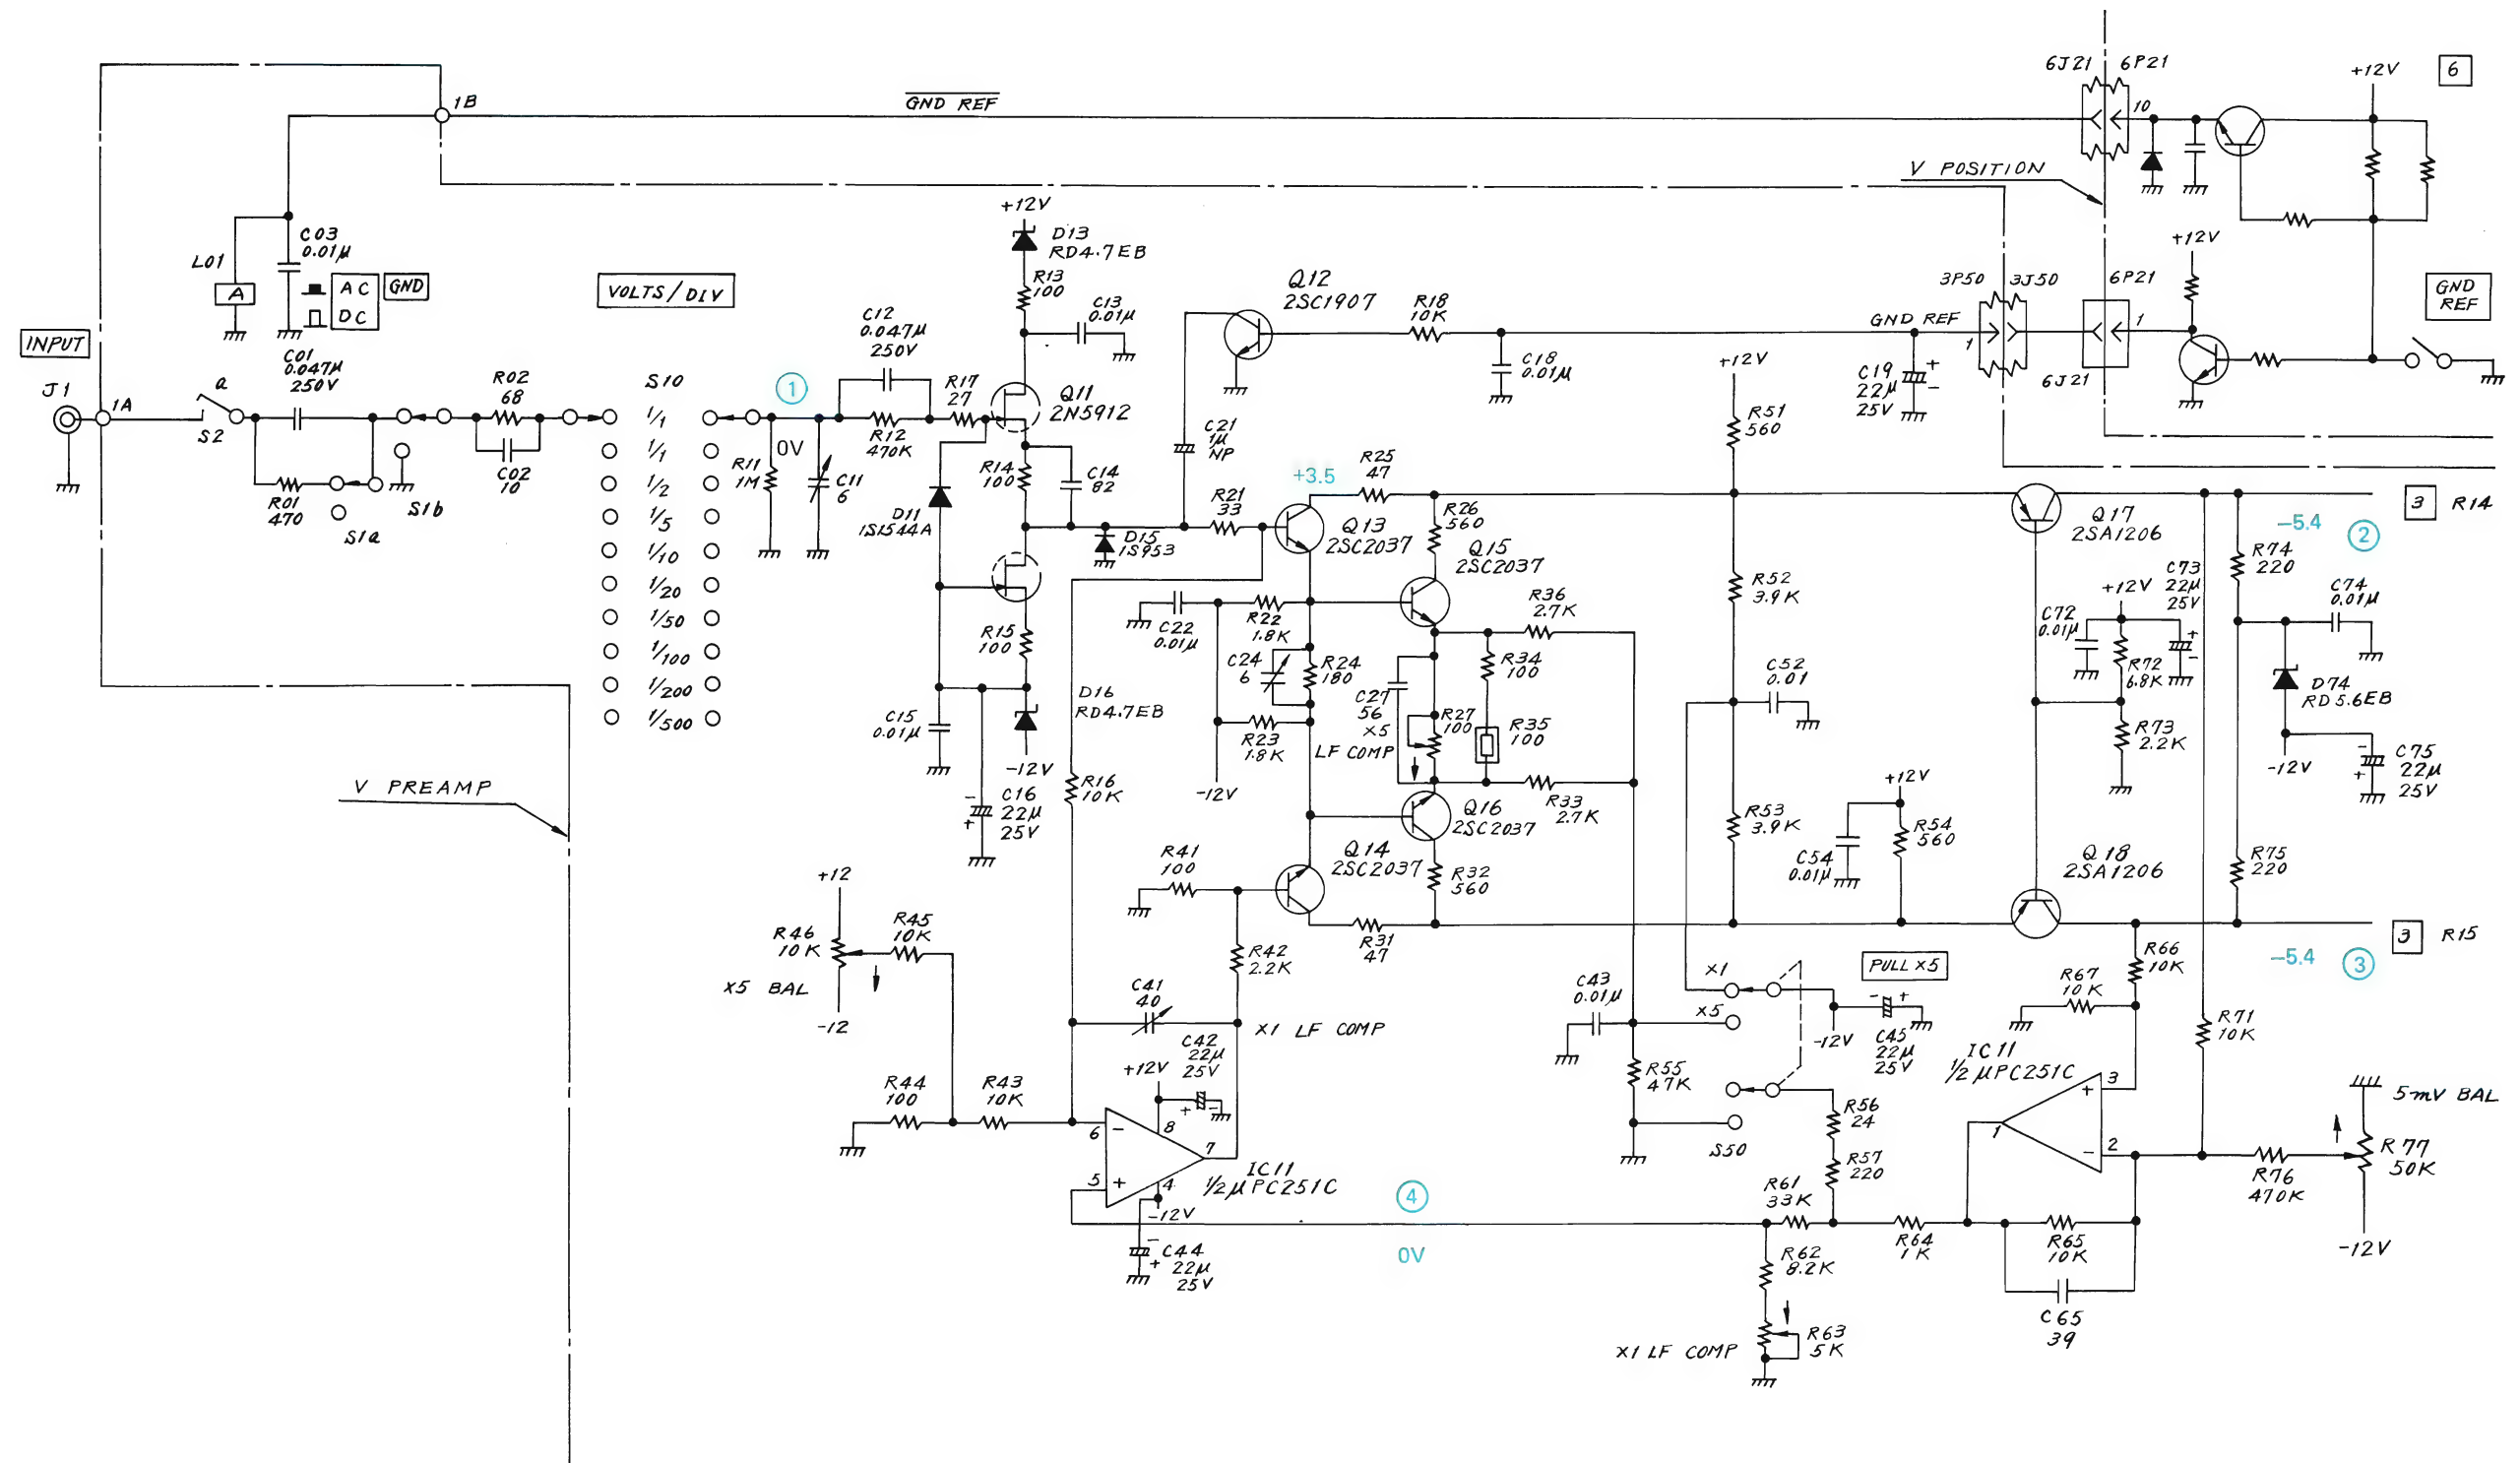 6J21 6P21
+12V
6
1B
GND REF
10
V POSITION
+12V
D13
RD4.7EB
C03
0.01μ
L01
A
AC
DC
GND
VOLTS/DIV
R13
100
C13
0.01μ
Q12
2SC1907
R18
10K
GND REF
1
3P50 3J50
6P21
1
6J21
+12V
GND
REF
INPUT
J1
1A
a
S2
C01
0.047μ
250V
R01
470
S1a
S1b
R02
68
C02
10
S10
1/1
1/1
1/2
1/5
1/10
1/20
1/50
1/100
1/200
1/500
1
0V
R11
1M
C11
6
C12
0.047μ
250V
R12
470K
R17
27
Q11
2N5912
D11
1S1544A
R14
100
C14
82
R15
100
C15
0.01μ
D16
RD4.7EB
-12V
C16
22μ
25V
D15
1S953
C21
1μ
NP
R21
33
+3.5
Q13
2SC2037
R25
47
R26
560
Q15
2SC2037
C18
0.01μ
C19
22μ
25V
+
-
+12V
R51
560
R52
3.9K
C52
0.01
R53
3.9K
C22
0.01μ
R22
1.8K
C24
6
R24
180
R23
1.8K
-12V
C27
56
X5
LF COMP
R27
100
R34
100
R35
100
R36
2.7K
R33
2.7K
Q16
2SC2037
R32
560
Q14
2SC2037
R31
47
R41
100
R42
2.2K
R16
10K
C41
40
X1 LF COMP
Q17
2SA1206
-5.4
2
3
R14
R74
220
C74
0.01μ
D74
RD5.6EB
-12V
C75
22μ
25V
-
+
+12V
C73
22μ
25V
+
-
C72
0.01μ
R72
6.8K
R73
2.2K
+12V
C54
0.01μ
R54
560
Q18
2SA1206
R75
220
3
R15
-5.4
3
V PREAMP
+12
R46
10K
X5 BAL
-12
R45
10K
R44
100
R43
10K
C42
22μ
25V
+12V
+ -
6
-
8
7
5
+
4
-12V
IC11
1/2 μPC251C
C44
22μ
25V
-
+
4
0V
C43
0.01μ
X1
X5
PULL X5
-12V
- +
C45
22μ
25V
R55
47K
S50
R56
24
R57
220
R61
33K
R62
8.2K
R63
5K
X1 LF COMP
R64
1K
R65
10K
C65
39
IC11
1/2 μPC251C
3
+
2
-
1
R66
10K
R67
10K
R71
10K
R76
470K
5mV BAL
R77
50K
-12V